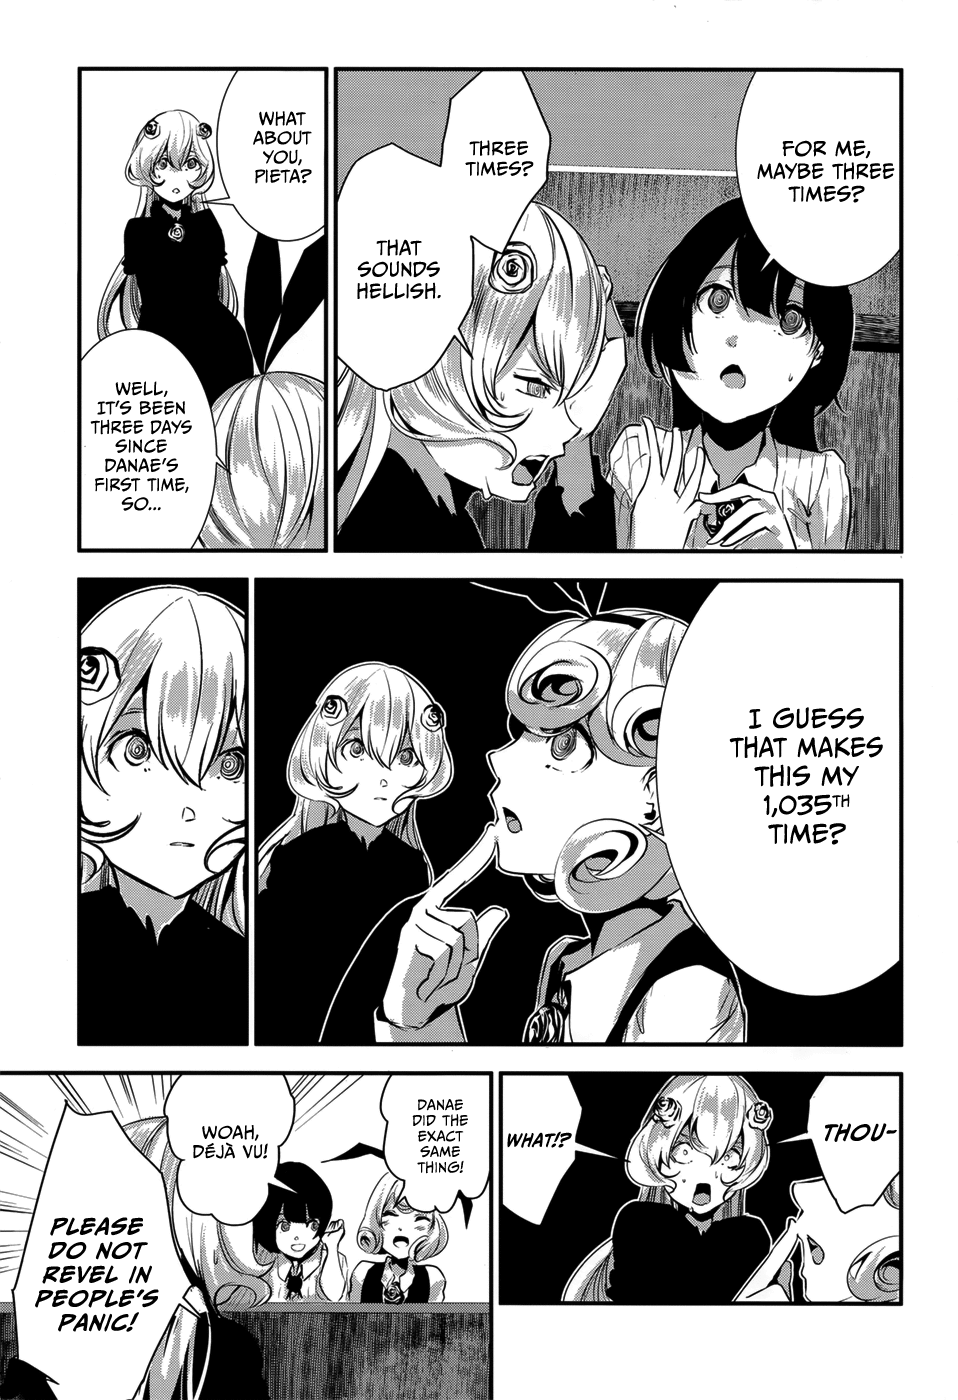 FOR ME,
MAYBE THREE
TIMES?
THREE
TIMES?
THAT
SOUNDS
HELLISH.
WHAT
ABOUT
YOU,
PIETA?
WELL,
IT'S BEEN
THREE DAYS
SINCE
DANAE'S
FIRST TIME,
SO...
I GUESS
THAT MAKES
THIS MY
1,035TH
TIME?
THOU-
WHAT!?
DANAE
DID THE
EXACT
SAME
THING!
WOAH,
DÉJÀ VU!
PLEASE
DO NOT
REVEL IN
PEOPLE'S
PANIC!